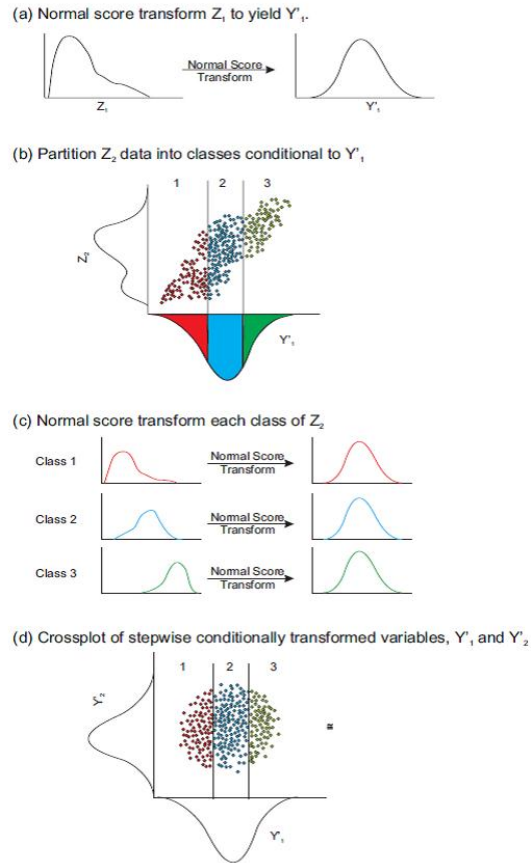 (a) Normal score transform Z₁ to yield Y'₁.
Normal Score
Transform
Z₁
Y'₁
(b) Partition Z₂ data into classes conditional to Y'₁
1 2 3
Z₂
Y'₁
(c) Normal score transform each class of Z₂
Class 1
Normal Score
Transform
Class 2
Normal Score
Transform
Class 3
Normal Score
Transform
(d) Crossplot of stepwise conditionally transformed variables, Y'₁ and Y'₂
1 2 3
Y'₂
Y'₁